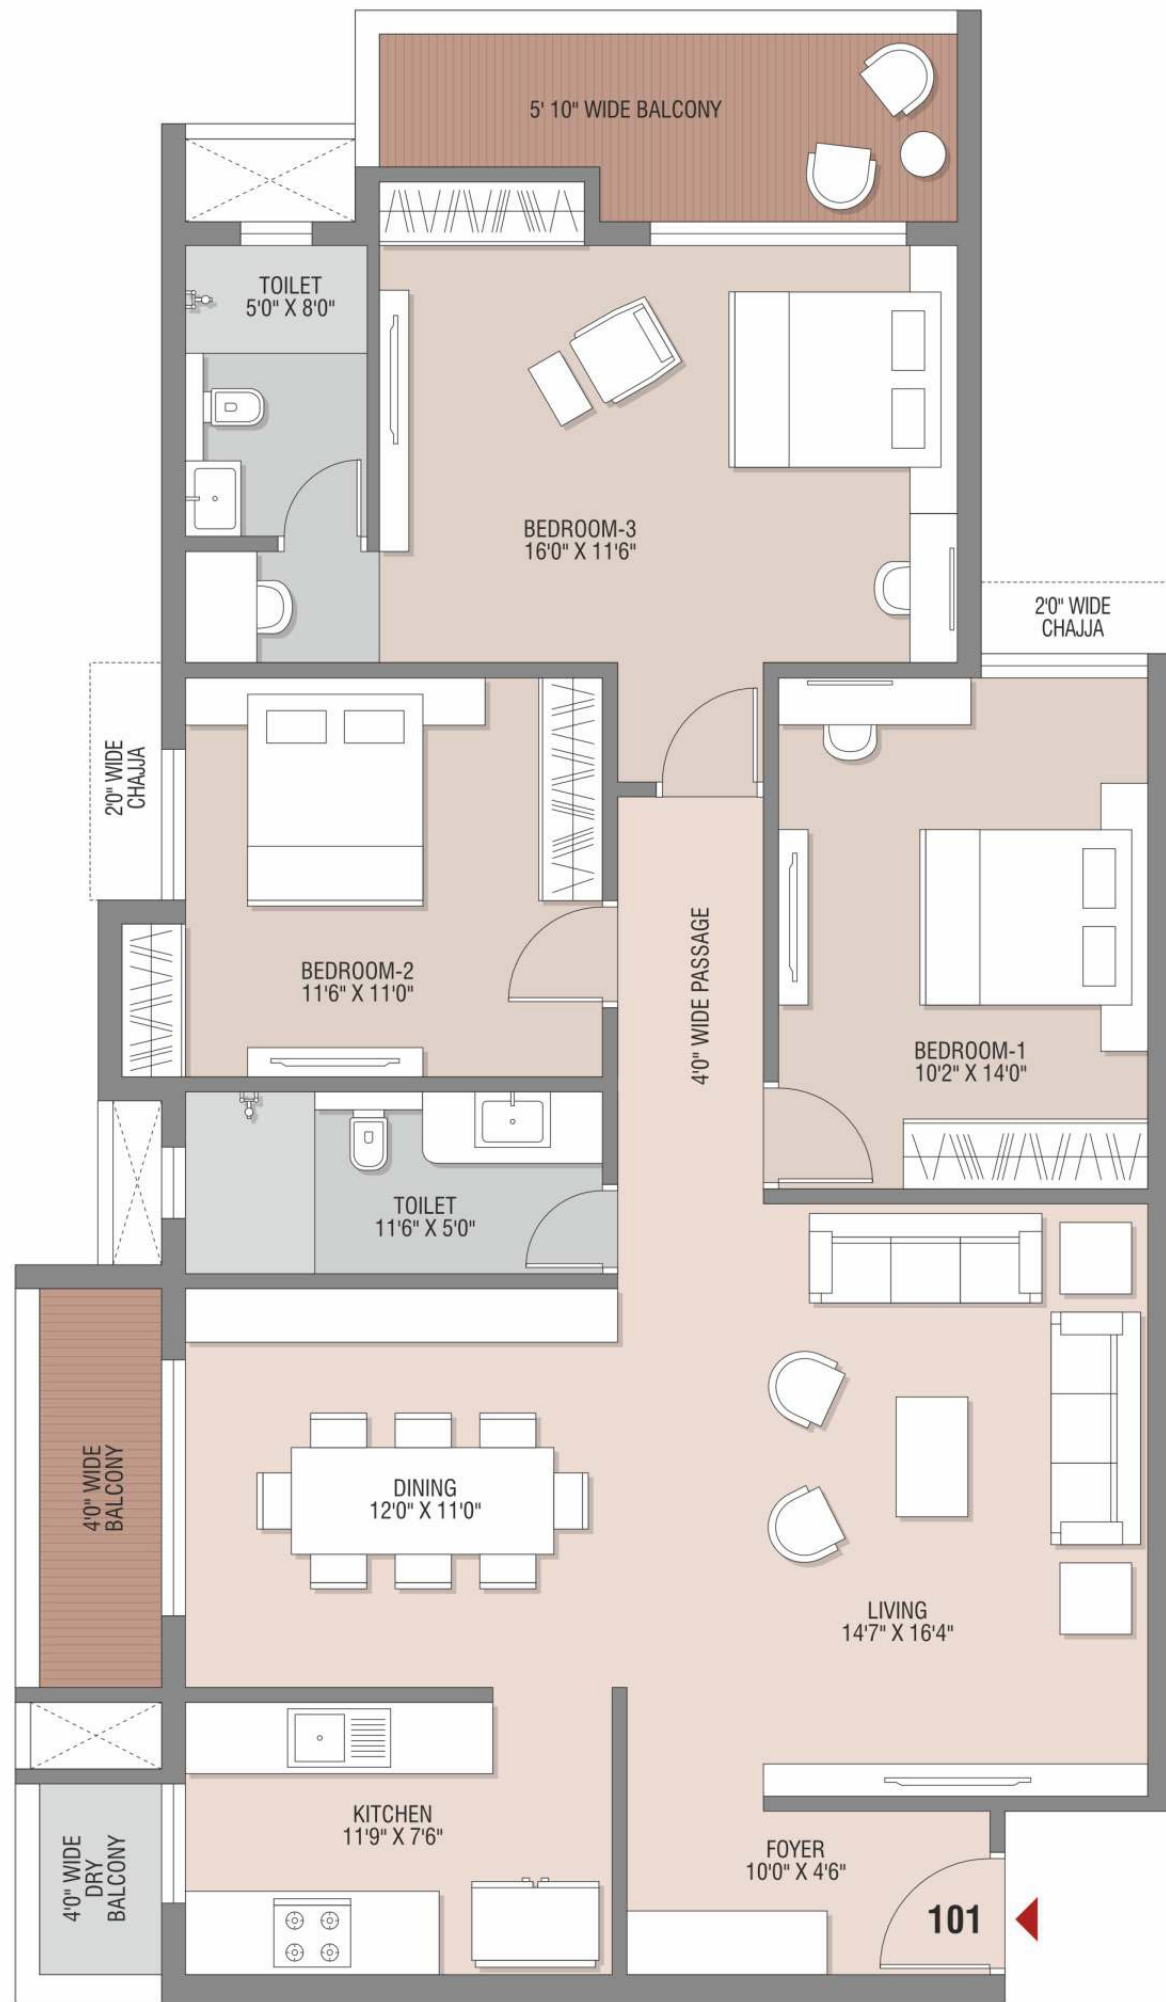 5' 10" WIDE BALCONY
TOILET
5'0" X 8'0"
BEDROOM-3
16'0" X 11'6"
2'0" WIDE
CHAJJA
2'0" WIDE
CHAJJA
BEDROOM-2
11'6" X 11'0"
4'0" WIDE PASSAGE
BEDROOM-1
10'2" X 14'0"
TOILET
11'6" X 5'0"
4'0" WIDE
BALCONY
DINING
12'0" X 11'0"
LIVING
14'7" X 16'4"
KITCHEN
11'9" X 7'6"
4'0" WIDE
DRY
BALCONY
FOYER
10'0" X 4'6"
101